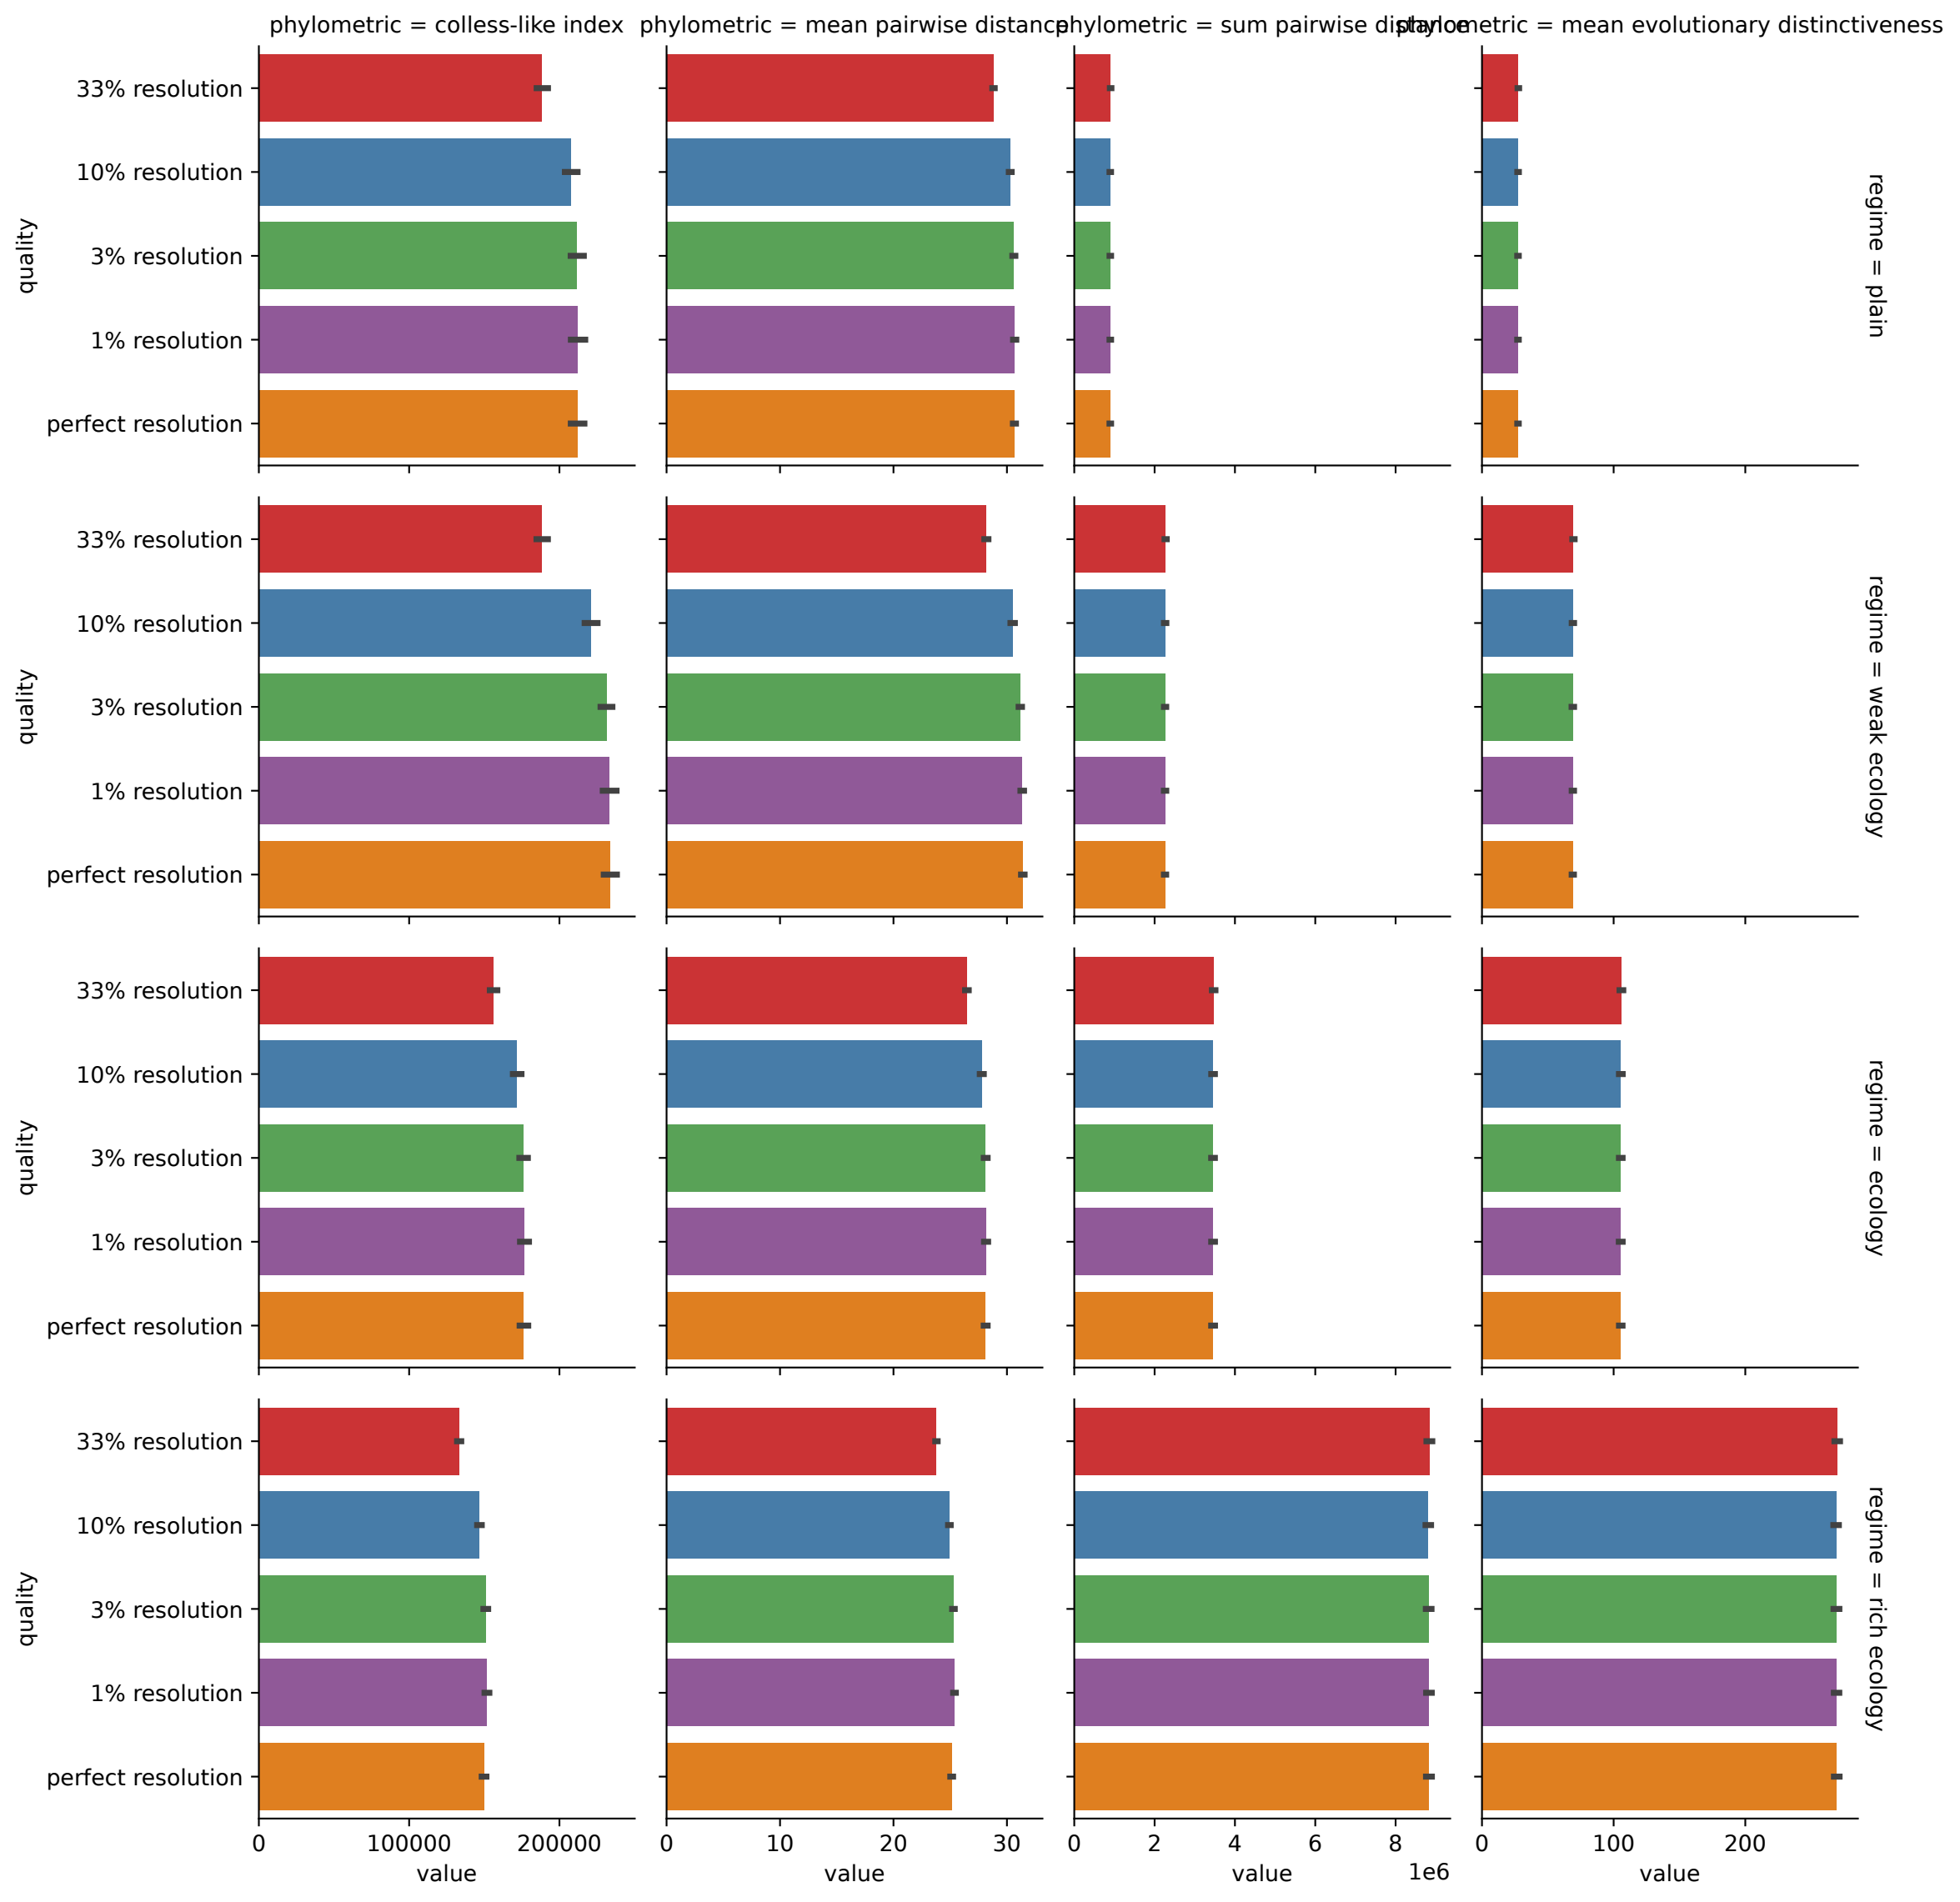 phylometric = colless-like index
phylometric = mean pairwise distance
phylometric = sum pairwise distance
phylometric = mean evolutionary distinctiveness
33% resolution
10% resolution
3% resolution
1% resolution
perfect resolution
quality
regime = plain
33% resolution
10% resolution
3% resolution
1% resolution
perfect resolution
quality
regime = weak ecology
33% resolution
10% resolution
3% resolution
1% resolution
perfect resolution
quality
regime = ecology
33% resolution
10% resolution
3% resolution
1% resolution
perfect resolution
quality
regime = rich ecology
0 100000 200000
value
0 10 20 30
value
0 2 4 6 8
1e6
value
0 100 200
value